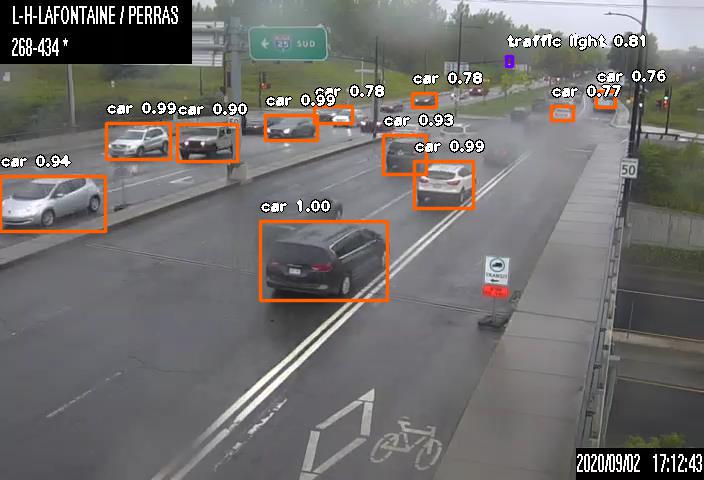 L-H-LAFONTAINE / PERRAS
268-434 *
25 SUD
traffic light 0.81
car 0.78
car 0.76
car 0.78
car 0.77
car 0.99
car 0.90
car 0.99
car 0.93
car 0.94
car 0.99
50
car 1.00
TRANSIT
2020/09/02 17:12:43